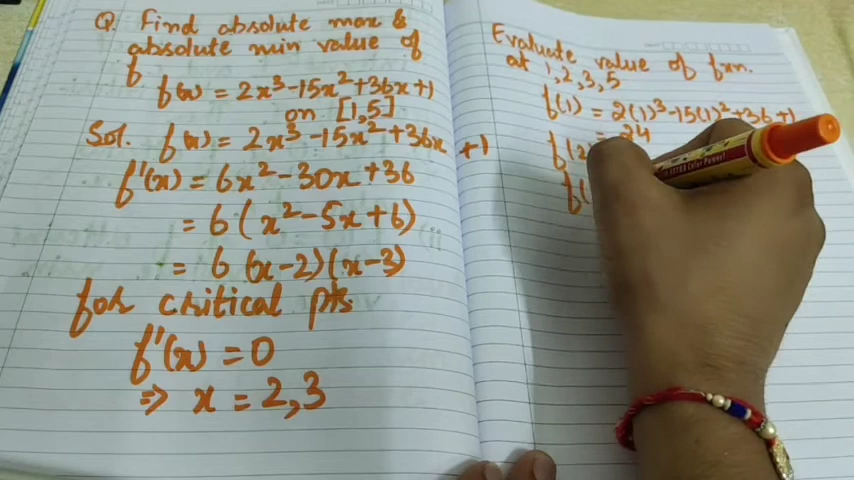 Q. Find absolute max &
absolute min value of
f
f(x) = 2x³-15x²+36x+1
on [1,5]
Sol. f(x) = 2x³-15x²+36x+1
f'(x) = 6x²-30x+36
= 6(x²-5x+6)
= 6(x-2)(x-3)
for critical pts
f'(x) = 0
⇒ x = 2,3
Evaluate value of fxn.
at 1,2,3,5
f(1) = 2(1)³-15(1)²+36+1
= 24
f(2
f(